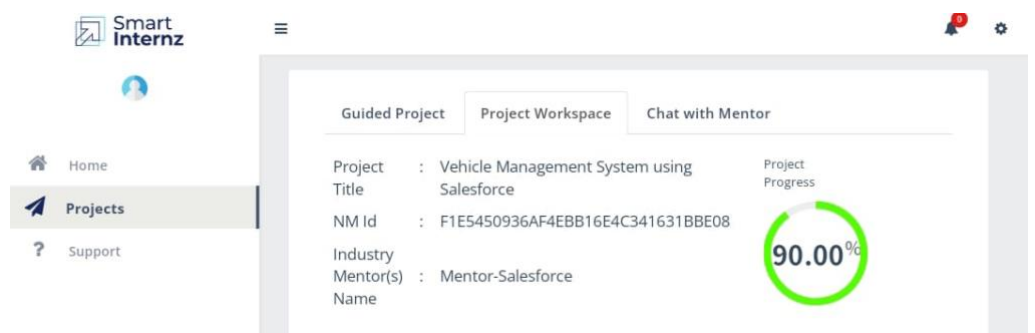 Smart
Internz
0
Home
Projects
? Support
Guided Project Project Workspace Chat with Mentor
Project
Title : Vehicle Management System using
Salesforce
NM Id : F1E5450936AF4EBB16E4C341631BBE08
Industry
Mentor(s) : Mentor-Salesforce
Name
Project
Progress
90.00%